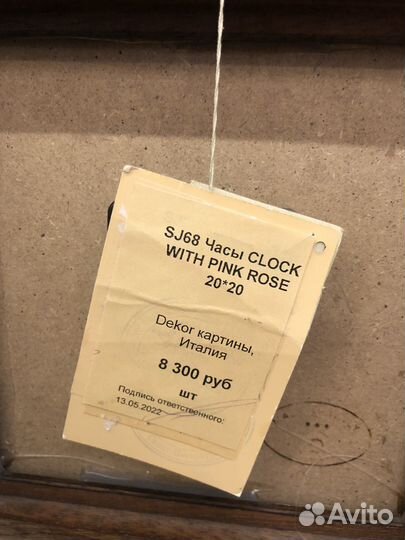 SJ68 Часы CLOCK
WITH PINK ROSE
20*20
Dekor картины,
Италия
8 300 руб
шт
Подпись ответственного:
13.05.2022
Avito